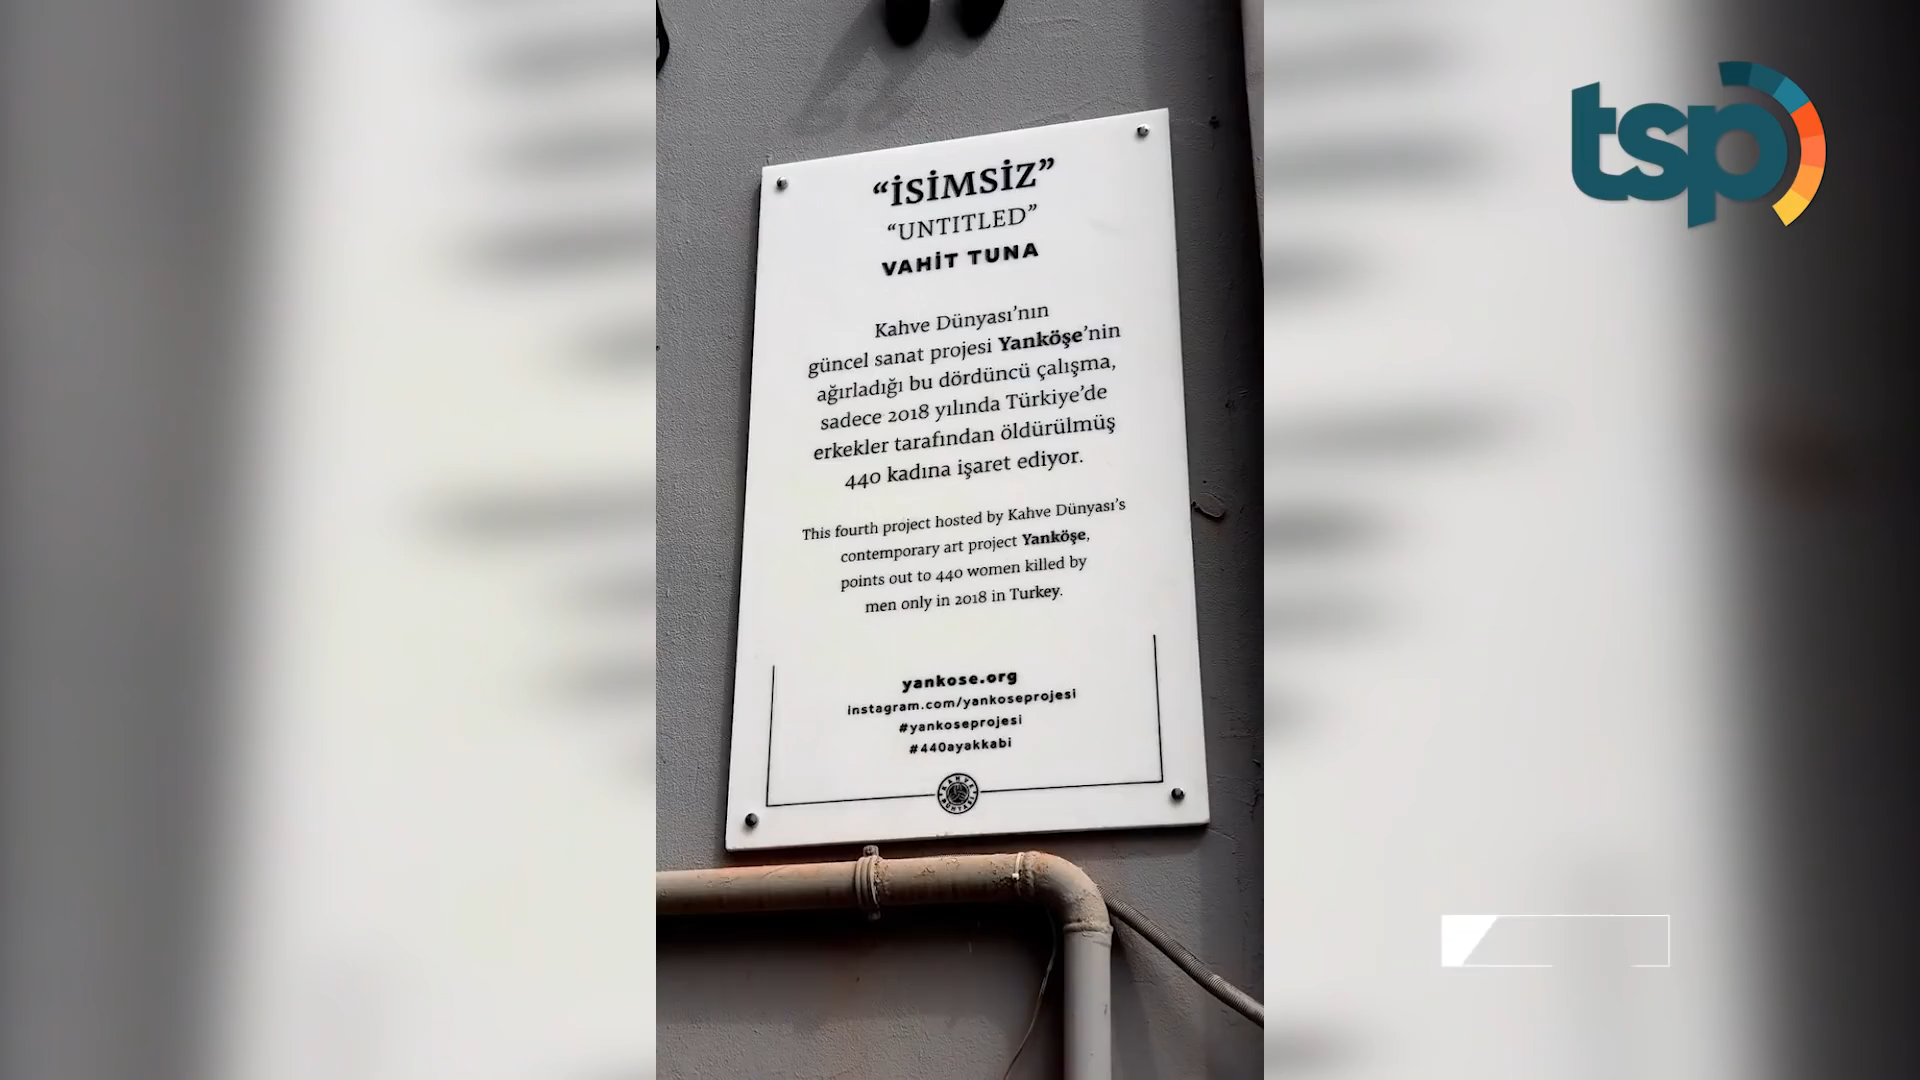 “İSİMSİZ”
“UNTITLED”
VAHİT TUNA
Kahve Dünyası’nın
güncel sanat projesi Yanköşe’nin
ağırladığı bu dördüncü çalışma,
sadece 2018 yılında Türkiye’de
erkekler tarafından öldürülmüş
440 kadına işaret ediyor.
This fourth project hosted by Kahve Dünyası’s
contemporary art project Yanköşe,
points out to 440 women killed by
men only in 2018 in Turkey.
yankose.org
instagram.com/yankoseprojesi
#yankoseprojesi
#440ayakkabi
KAHVE DÜNYASI
tsp